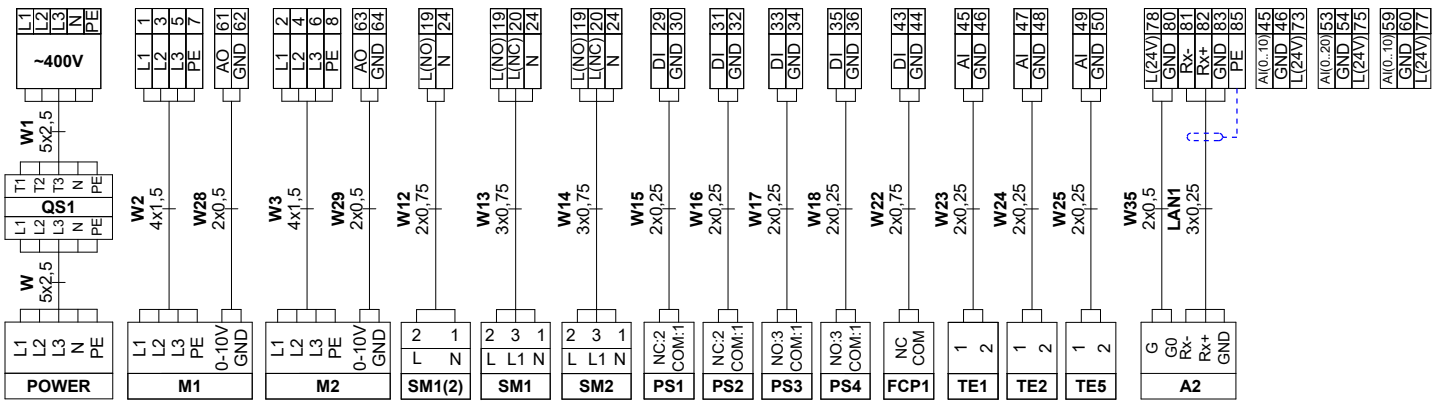 L1 L2 L3 N PE
~400V
W1 5x2,5
T1 T2 T3 N PE
QS1
L1 L2 L3 N PE
W 5x2,5
L1 L2 L3 N PE
POWER
L1 1
L2 3
L3 5
PE 7
AO 61
GND 62
W2 4x1,5
W28 2x0,5
L1 L2 L3 PE 0-10V GND
M1
L1 2
L2 4
L3 6
PE 8
AO 63
GND 64
W3 4x1,5
W29 2x0,5
L1 L2 L3 PE 0-10V GND
M2
L(NO) 19
N 24
W12 2x0,75
2 1
L N
SM1(2)
L(NO) 19
L(NC) 20
N 24
W13 3x0,75
2 3 1
L L1 N
SM1
L(NO) 19
L(NC) 20
N 24
W14 3x0,75
2 3 1
L L1 N
SM2
DI 29
GND 30
W15 2x0,25
NC:2 COM:1
PS1
DI 31
GND 32
W16 2x0,25
NC:2 COM:1
PS2
DI 33
GND 34
W17 2x0,25
NO:3 COM:1
PS3
DI 35
GND 36
W18 2x0,25
NO:3 COM:1
PS4
DI 43
GND 44
W22 2x0,75
NC COM
FCP1
AI 45
GND 46
W23 2x0,25
1 2
TE1
AI 47
GND 48
W24 2x0,25
1 2
TE2
AI 49
GND 50
W25 2x0,25
1 2
TE5
L(24V) 78
GND 80
Rx- 81
Rx+ 82
GND 83
PE 85
W35 2x0,5
LAN1 3x0,25
G G0 Rx- Rx+ GND
A2
AI(0..10) 45
GND 46
L(24V) 73
AI(0..20) 53
GND 54
L(24V) 75
AI(0..10) 59
GND 60
L(24V) 77